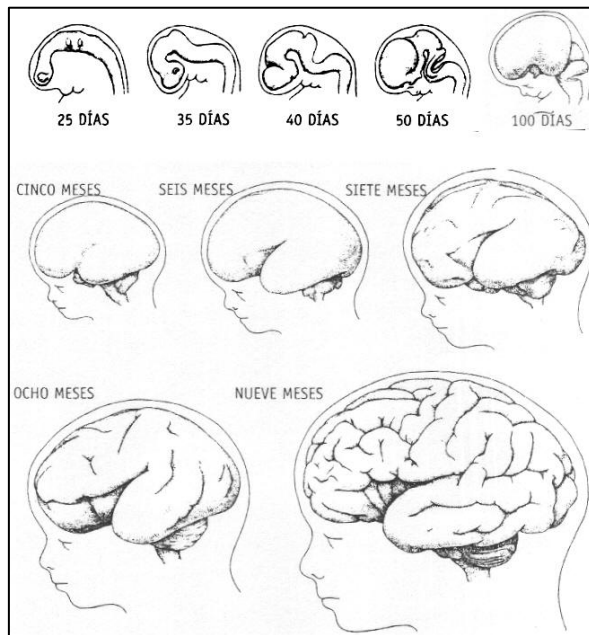 25 DÍAS 35 DÍAS 40 DÍAS 50 DÍAS 100 DÍAS
CINCO MESES SEIS MESES SIETE MESES
OCHO MESES NUEVE MESES